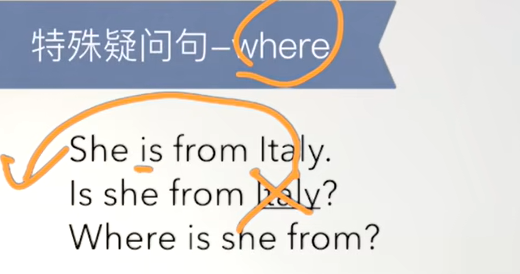 特殊疑问句–where
She is from Italy.
Is she from Italy?
Where is she from?